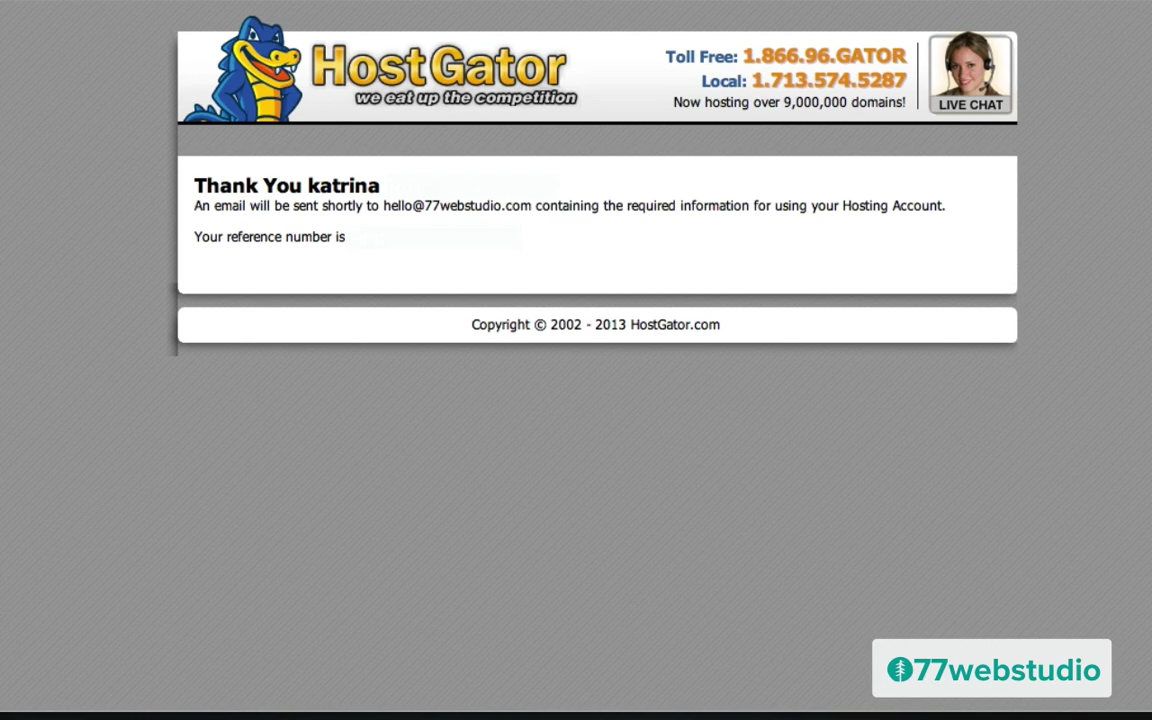 HostGator
we eat up the competition
Toll Free: 1.866.96.GATOR
Local: 1.713.574.5287
Now hosting over 9,000,000 domains!
LIVE CHAT
Thank You katrina
An email will be sent shortly to hello@77webstudio.com containing the required information for using your Hosting Account.
Your reference number is
Copyright © 2002 - 2013 HostGator.com
77webstudio